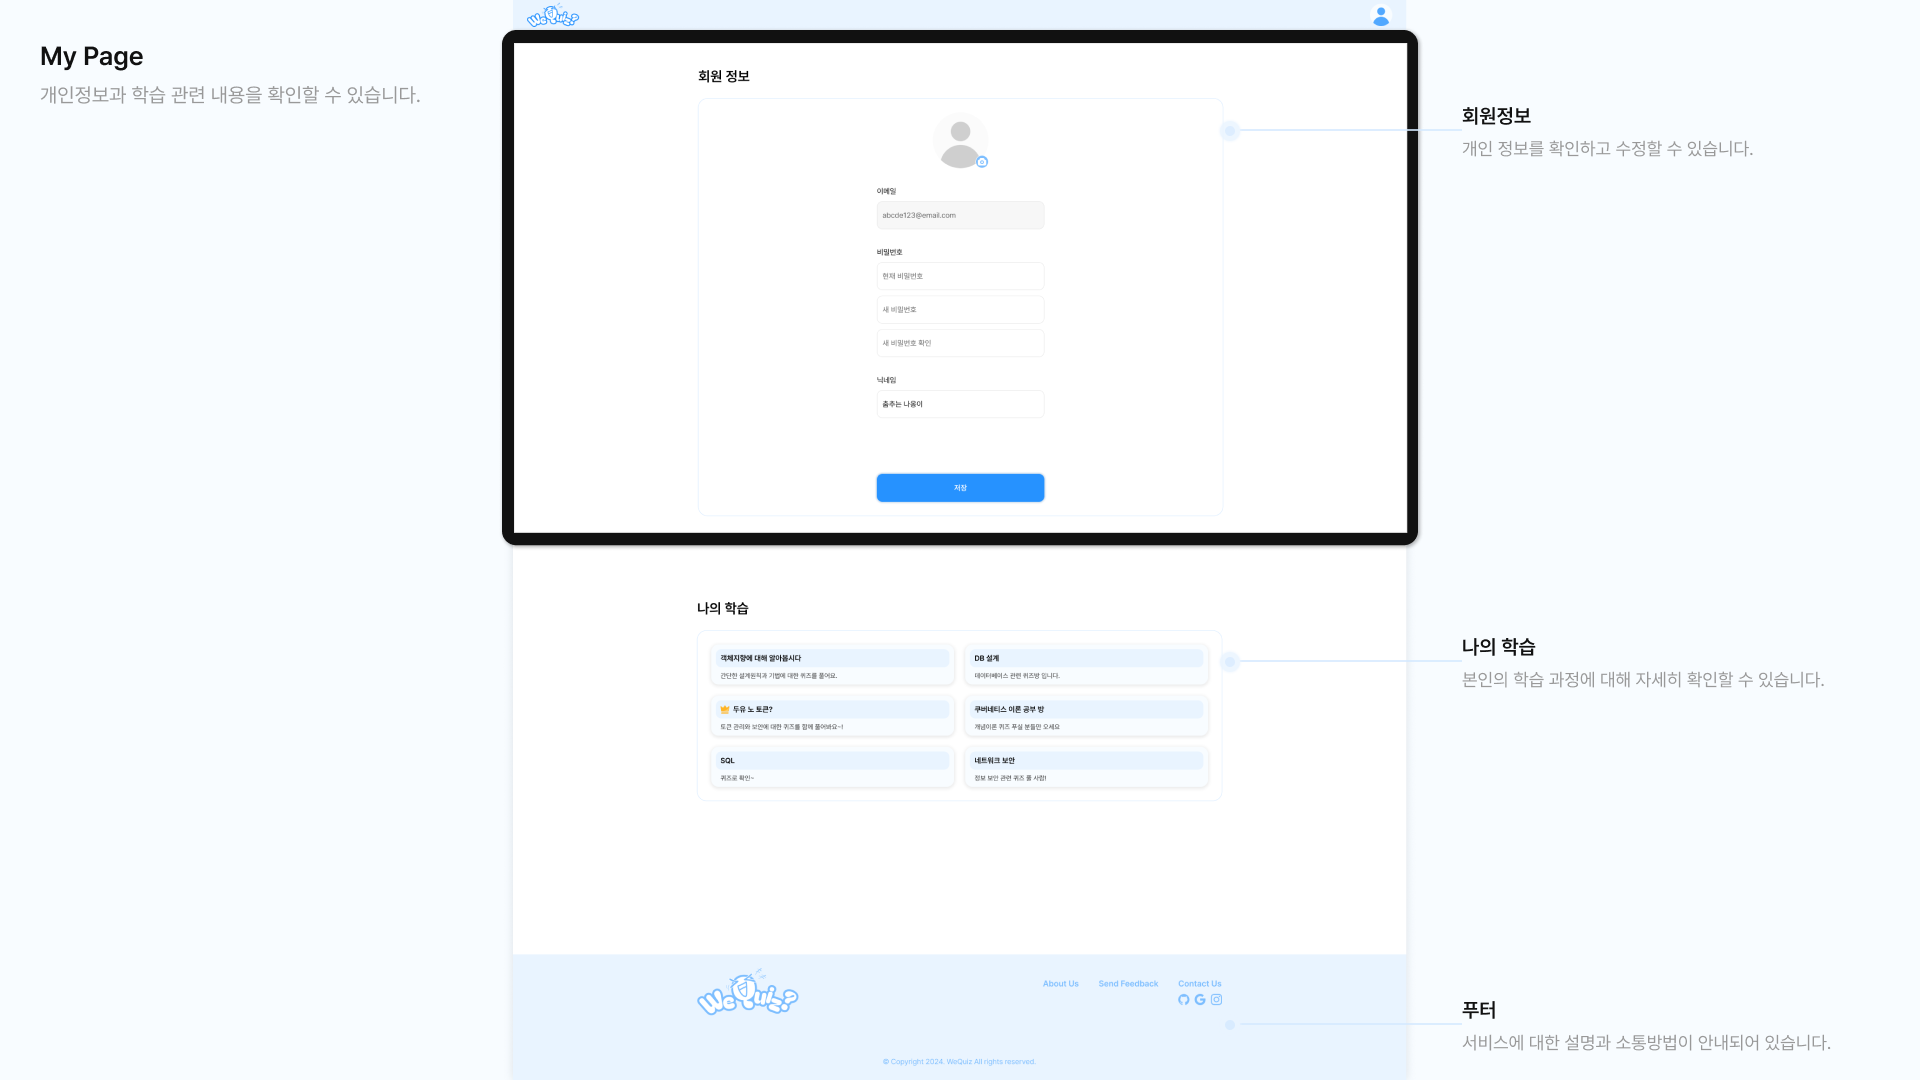 WeQuiz?
My Page
개인정보과 학습 관련 내용을 확인할 수 있습니다.
회원 정보
이메일
abcde123@email.com
비밀번호
현재 비밀번호
새 비밀번호
새 비밀번호 확인
닉네임
춤추는 나옹이
저장
회원정보
개인 정보를 확인하고 수정할 수 있습니다.
나의 학습
객체지향에 대해 알아봅시다
간단한 설계원칙과 기법에 대한 퀴즈를 풀어요.
DB 설계
데이터베이스 관련 퀴즈방 입니다.
두유 노 토큰?
토큰 관리와 보안에 대한 퀴즈를 함께 풀어봐요~!
쿠버네티스 이론 공부 방
개념이론 퀴즈 푸실 분들만 오세요
SQL
퀴즈로 확인~
네트워크 보안
정보 보안 관련 퀴즈 풀 사람!
나의 학습
본인의 학습 과정에 대해 자세히 확인할 수 있습니다.
WeQuiz?
About Us
Send Feedback
Contact Us
© Copyright 2024. WeQuiz All rights reserved.
푸터
서비스에 대한 설명과 소통방법이 안내되어 있습니다.